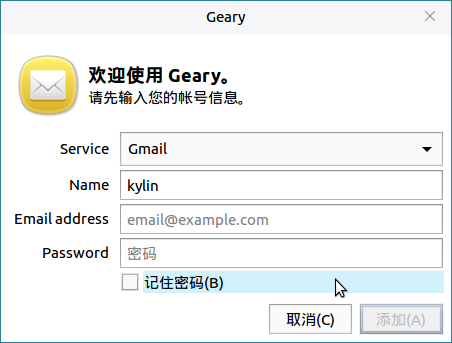 Geary
欢迎使用 Geary。
请先输入您的帐号信息。
Service Gmail
Name kylin
Email address email@example.com
Password 密码
记住密码(B)
取消(C) 添加(A)